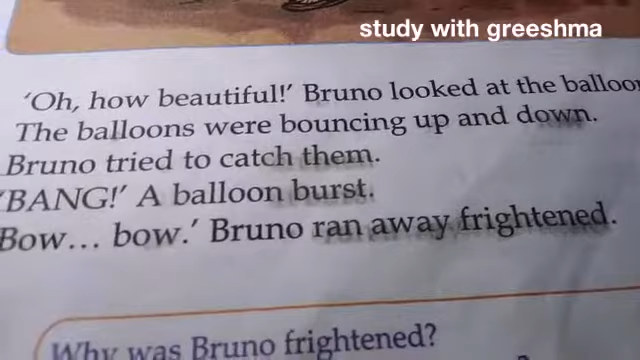 study with greeshma
'Oh, how beautiful!' Bruno looked at the
The balloons were bouncing up and down.
Bruno tried to catch them.
'BANG!' A balloon burst.
Bow... bow.' Bruno ran away frightened.
Why was Bruno frightened?